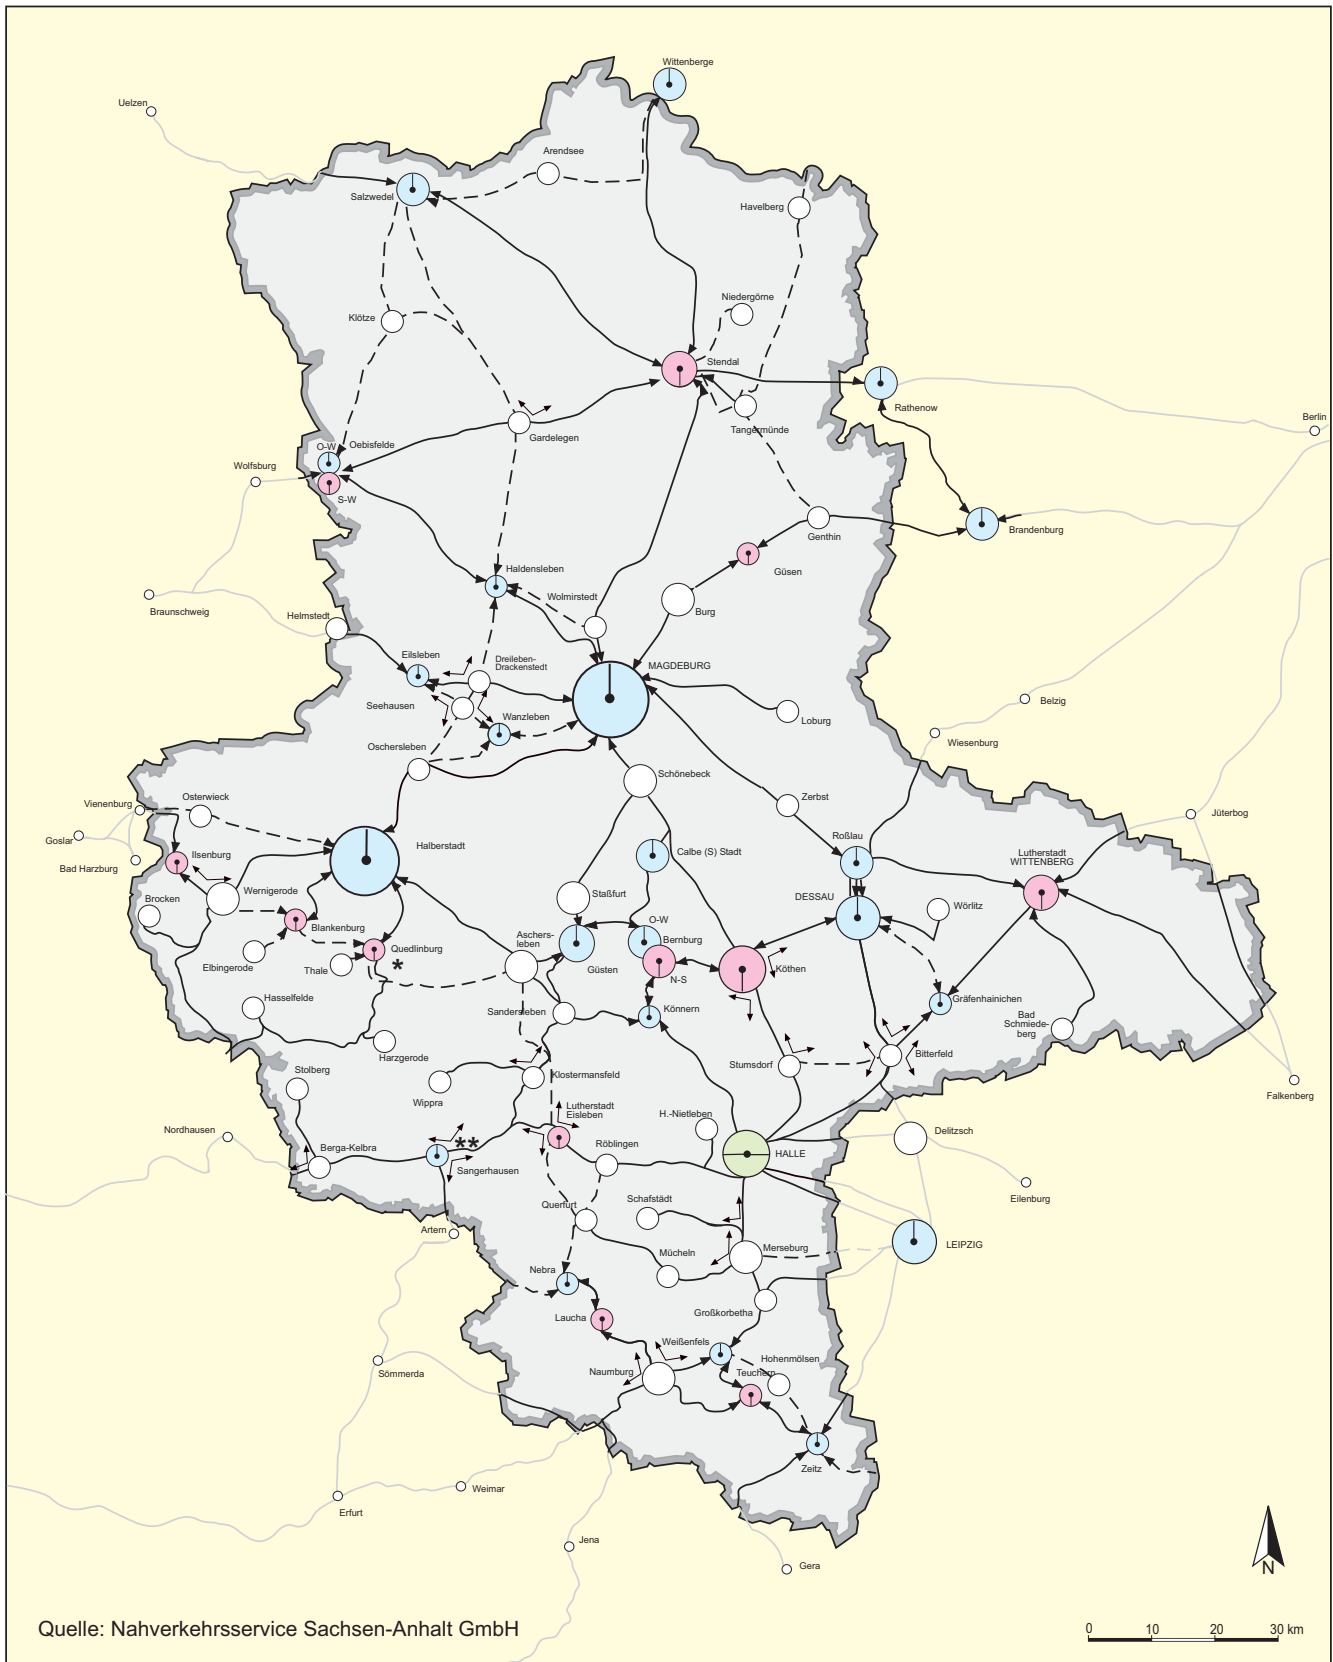 Wittenberge
Uelzen
Arendsee
Salzwedel
Havelberg
Niedergörne
Klötze
Stendal
Rathenow
Berlin
Tangermünde
Gardelegen
O-W
Oebisfelde
Wolfsburg
S-W
Brandenburg
Genthin
Güsen
Haldensleben
Wolmirstedt
Braunschweig
Burg
Helmstedt
Eilsleben
Dreileben-
Drackenstedt
MAGDEBURG
Seehausen
Belzig
Wanzleben
Loburg
Wiesenburg
Oschersleben
Schönebeck
Vienenburg
Osterwieck
Zerbst
Jüterbog
Goslar
Roßlau
Halberstadt
Calbe (S) Stadt
Lutherstadt
WITTENBERG
Ilsenburg
Bad Harzburg
Wernigerode
Staßfurt
DESSAU
Brocken
Wörlitz
Blankenburg
O-W
Aschers-
leben
Bernburg
Quedlinburg
*
Elbingerode
Thale
Güsten
N-S
Köthen
Hasselfelde
Gräfenhainichen
Sandersleben
Könnern
Bad
Schmiede-
berg
Harzgerode
Stumsdorf
Bitterfeld
Stolberg
Klostermansfeld
Falkenberg
Wippra
Lutherstadt
Eisleben
H.-Nietleben
Nordhausen
Delitzsch
Berga-Kelbra
**
Röblingen
HALLE
Sangerhausen
Eilenburg
Schafstädt
Querfurt
Artern
Mücheln
Merseburg
LEIPZIG
Nebra
Großkorbetha
Laucha
Weißenfels
Hohenmölsen
Sömmerda
Naumburg
Teuchern
Zeitz
Weimar
Erfurt
Jena
Gera
N
Quelle: Nahverkehrsservice Sachsen-Anhalt GmbH
0 10 20 30 km